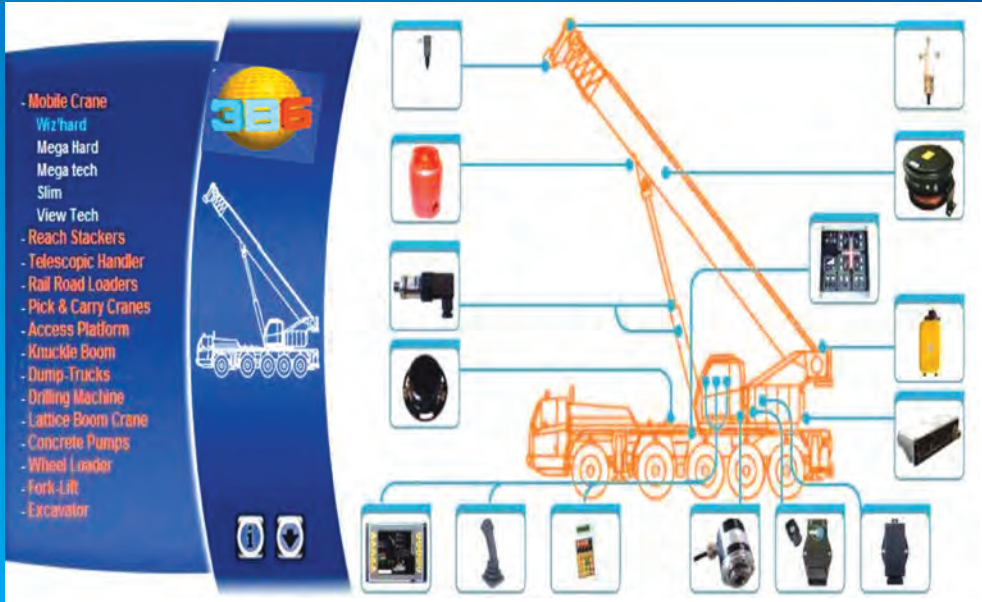 3B6
- Mobile Crane
Wiz'hard
Mega Hard
Mega tech
Slim
View Tech
- Reach Stackers
- Telescopic Handler
- Rail Road Loaders
- Pick & Carry Cranes
- Access Platform
- Knuckle Boom
- Dump-Trucks
- Drilling Machine
- Lattice Boom Crane
- Concrete Pumps
- Wheel Loader
- Fork-Lift
- Excavator
i